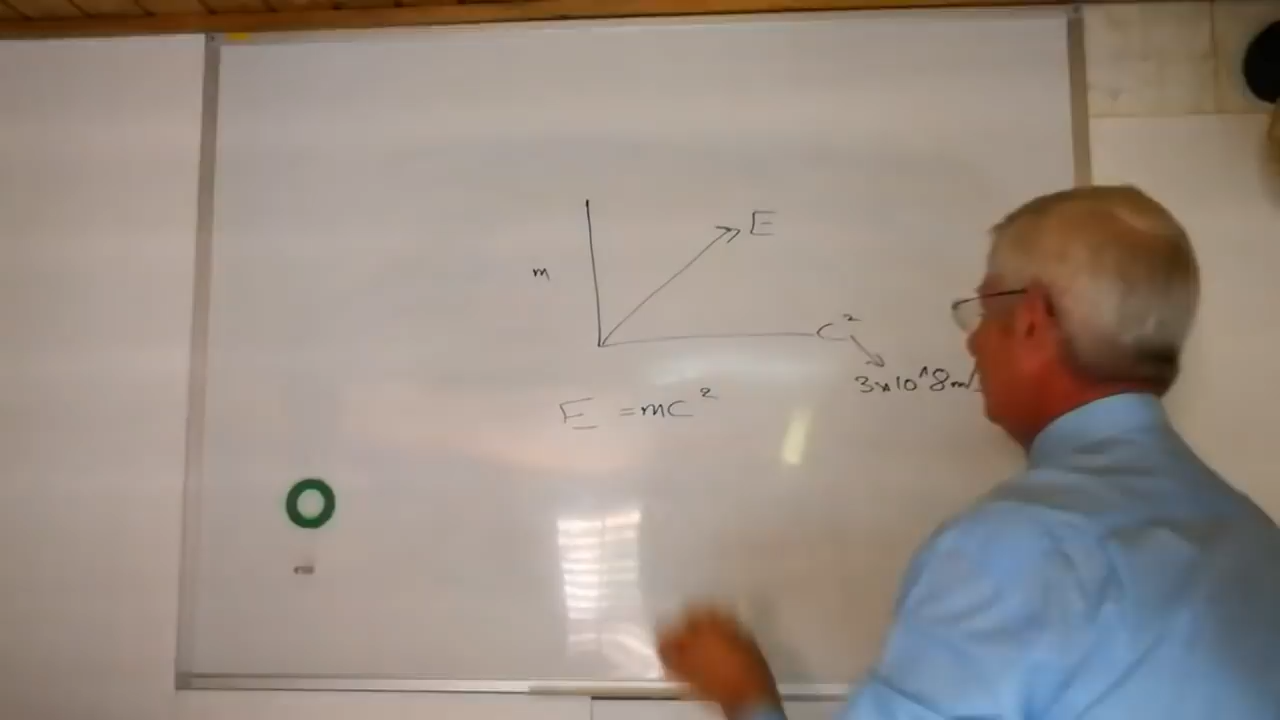 E
m
C²
3x10^8m/
E = mC²